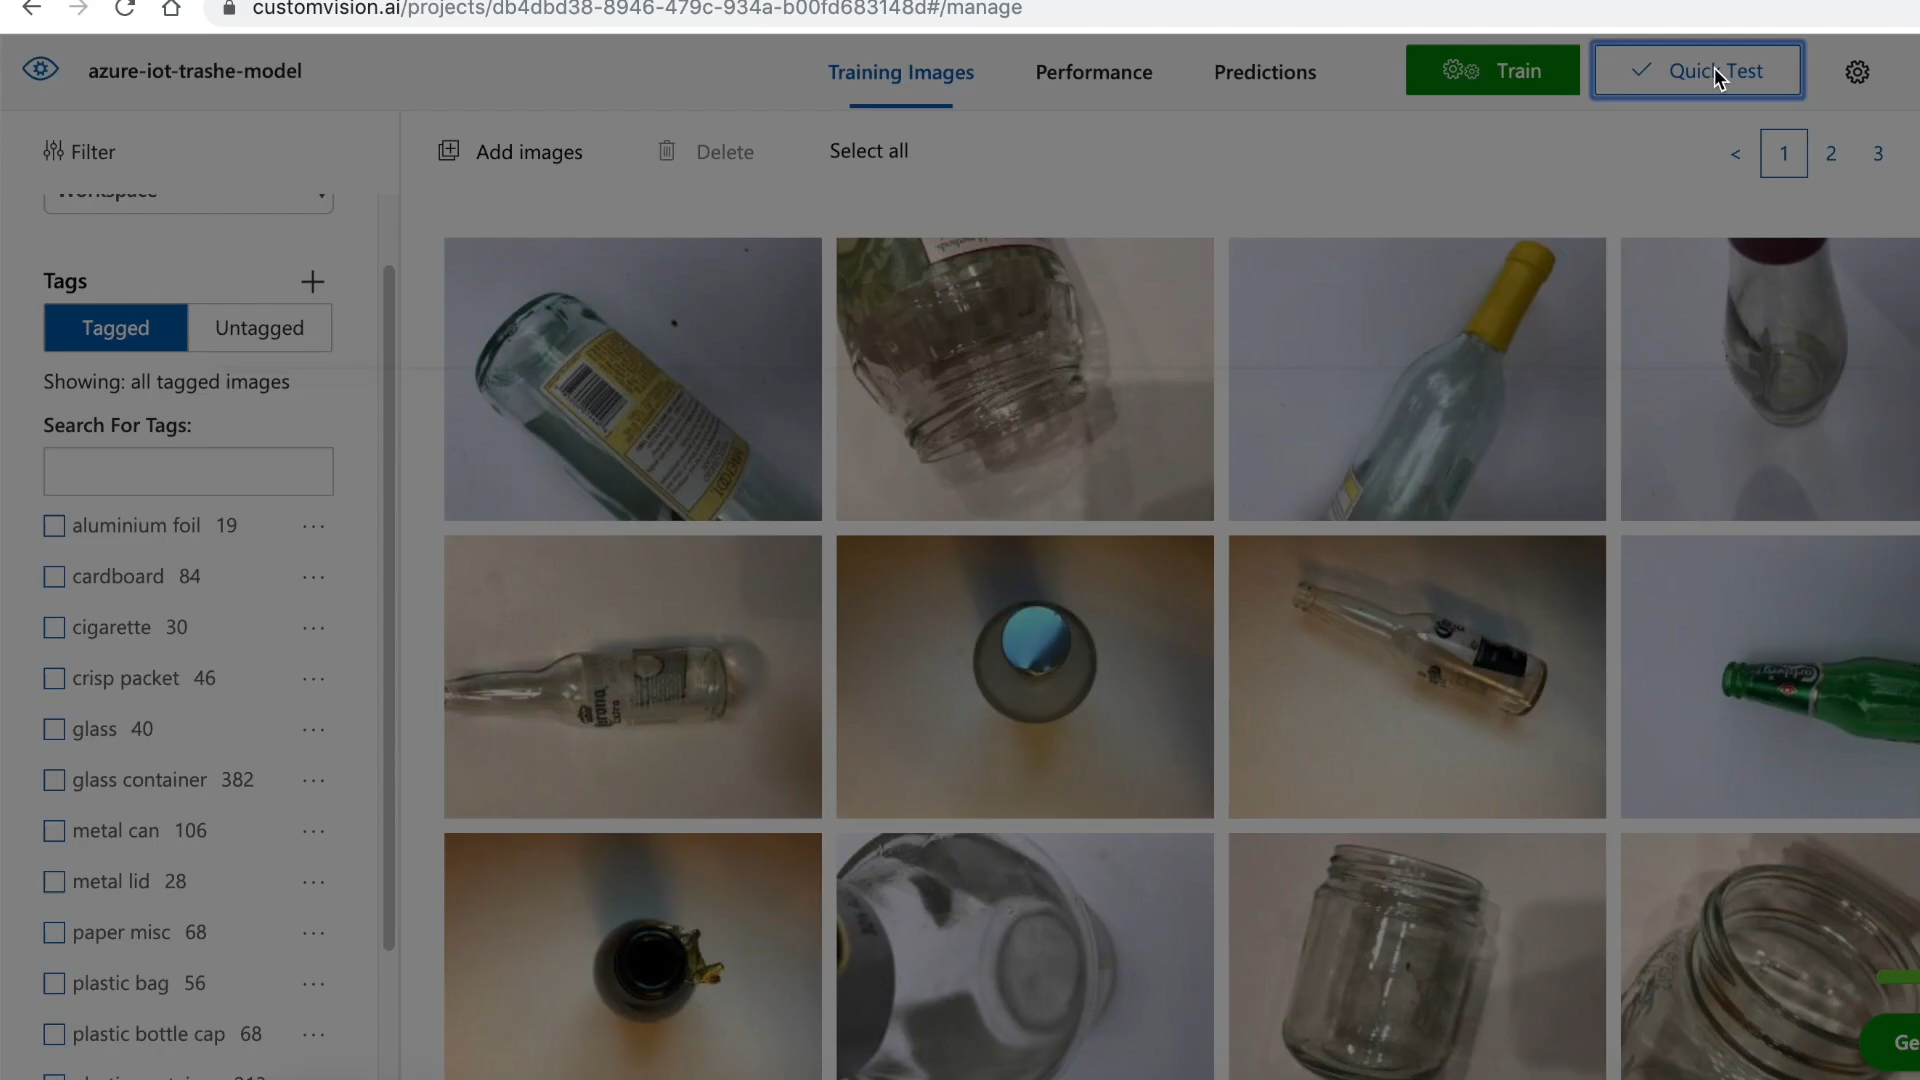 customvision.ai/projects/db4dbd38-8946-479c-934a-b00fd683148d#/manage
azure-iot-trashe-model
Training Images
Performance
Predictions
Train
Quick Test
Filter
Add images
Delete
Select all
< 1 2 3
Workspace
Tags
Tagged
Untagged
Showing: all tagged images
Search For Tags:
aluminium foil 19 ...
cardboard 84 ...
cigarette 30 ...
crisp packet 46 ...
glass 40 ...
glass container 382 ...
metal can 106 ...
metal lid 28 ...
paper misc 68 ...
plastic bag 56 ...
plastic bottle cap 68 ...
Ge